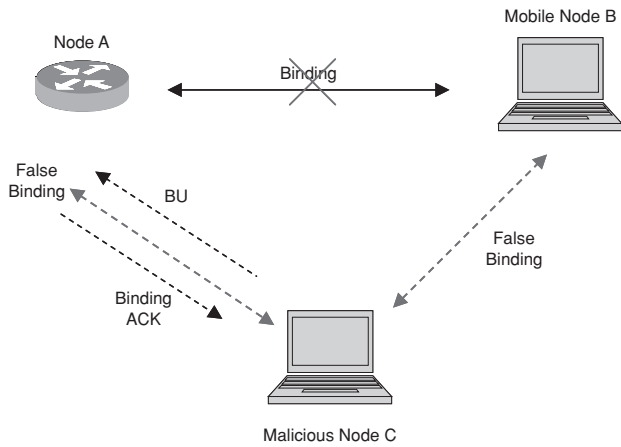 Mobile Node B
Node A
Binding
False
Binding
BU
False
Binding
Binding
ACK
Malicious Node C